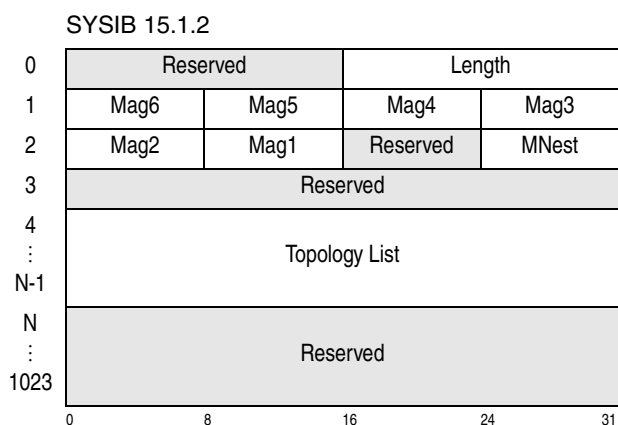 SYSIB 15.1.2
0 Reserved Length
1 Mag6 Mag5 Mag4 Mag3
2 Mag2 Mag1 Reserved MNest
3 Reserved
4
⋮ Topology List
N-1
N
⋮ Reserved
1023
0 8 16 24 31